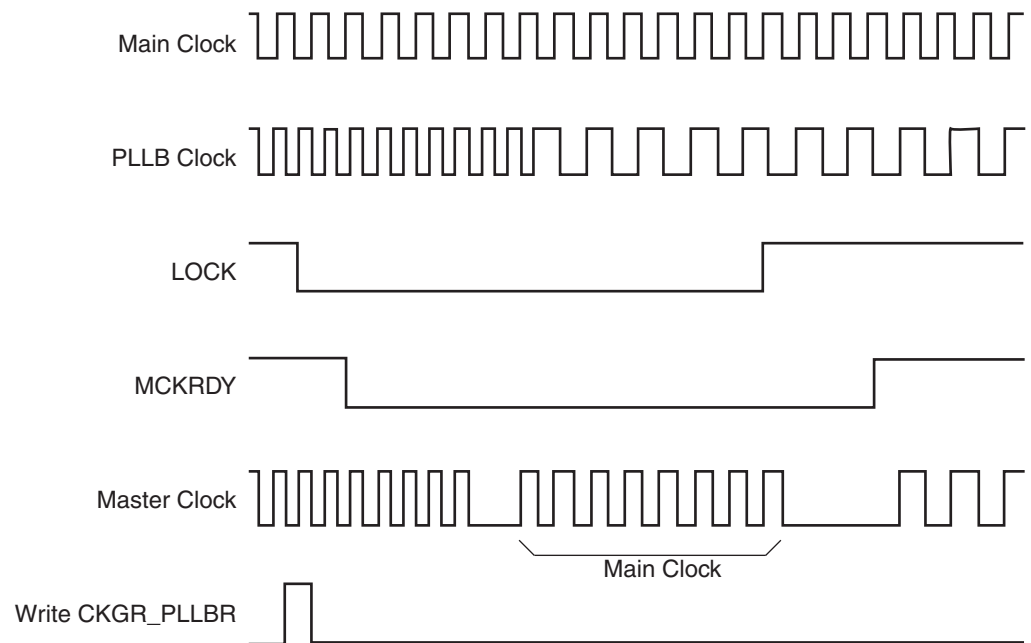 Main Clock
PLLB Clock
LOCK
MCKRDY
Master Clock
Main Clock
Write CKGR_PLLBR